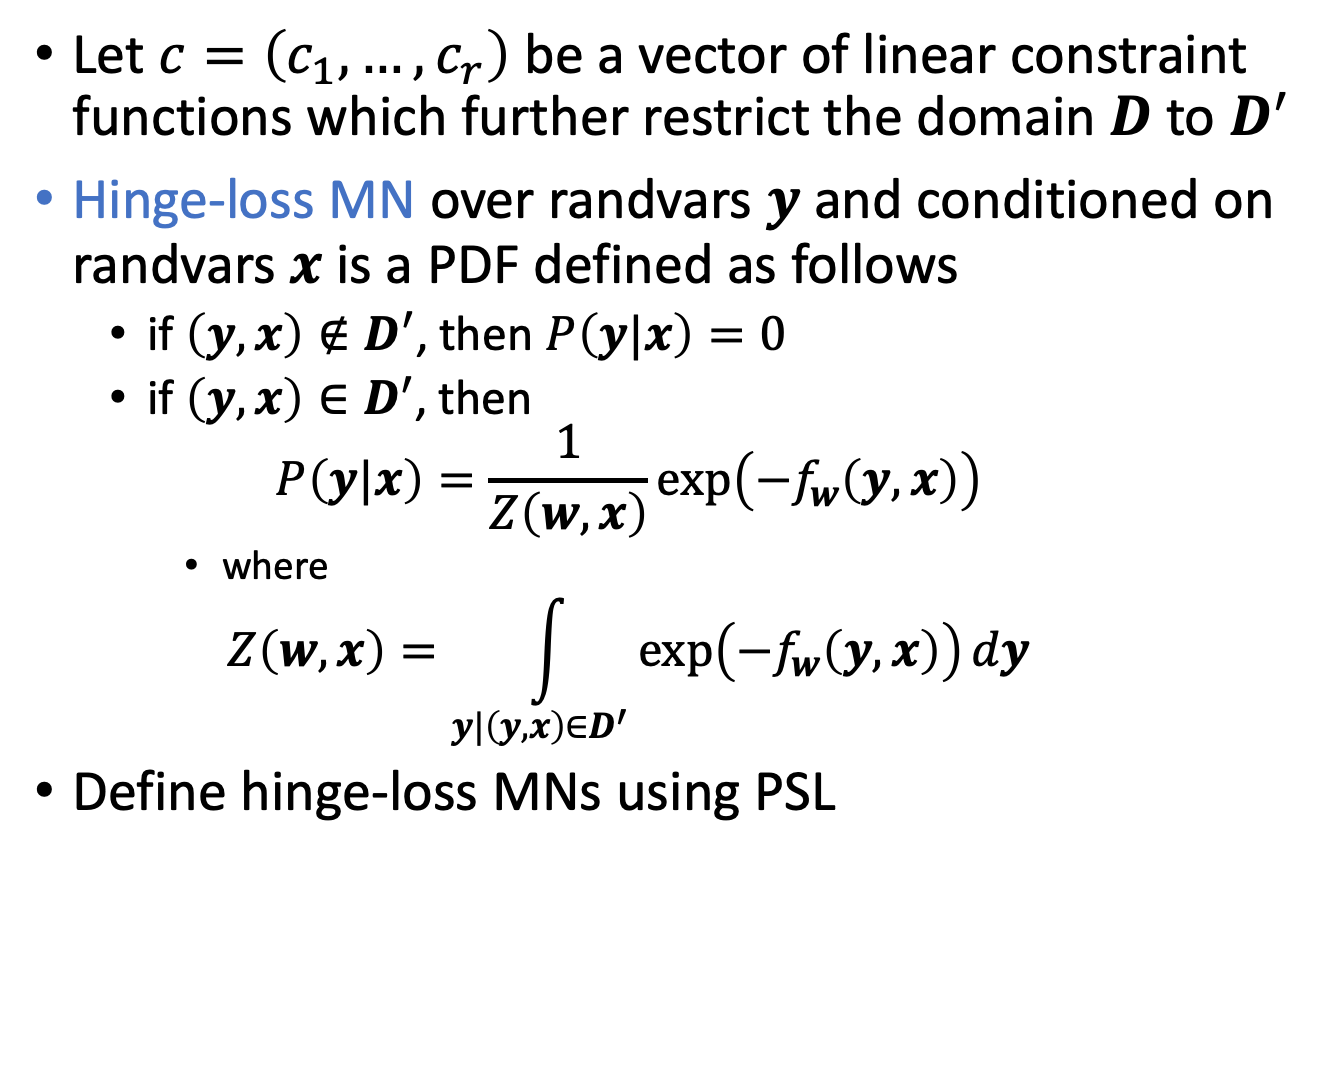 • Let c = (c₁, … , cᵣ) be a vector of linear constraint
functions which further restrict the domain D to D′
• Hinge-loss MN over randvars y and conditioned on
randvars x is a PDF defined as follows
• if (y, x) ∉ D′, then P(y|x) = 0
• if (y, x) ∈ D′, then
P(y|x) = 1 / Z(w, x) exp(−f_w(y, x))
• where
Z(w, x) = ∫ exp(−f_w(y, x)) dy
y|(y,x)∈D′
• Define hinge-loss MNs using PSL